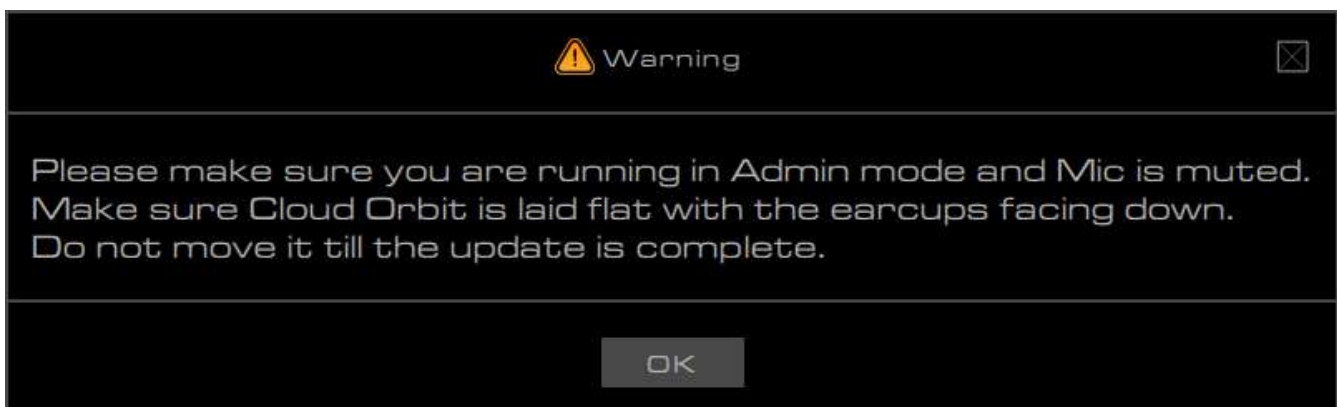 Warning
Please make sure you are running in Admin mode and Mic is muted.
Make sure Cloud Orbit is laid flat with the earcups facing down.
Do not move it till the update is complete.
OK